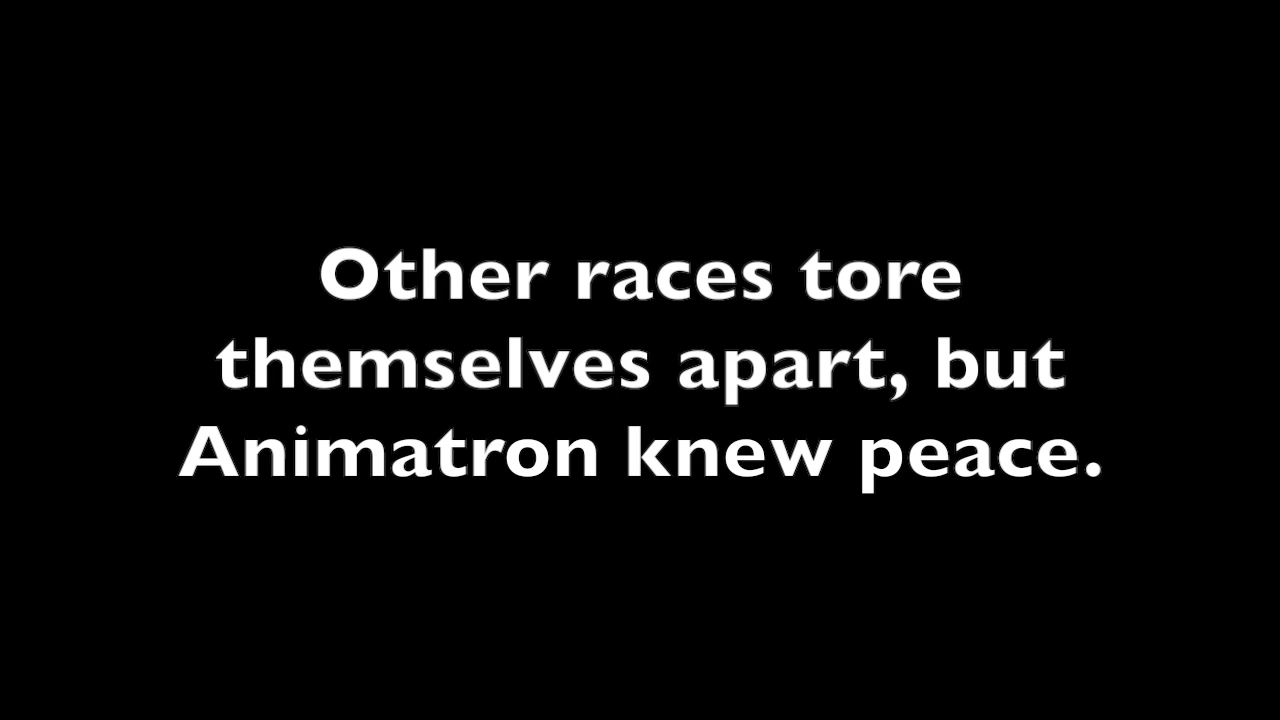 Other races tore
themselves apart, but
Animatron knew peace.